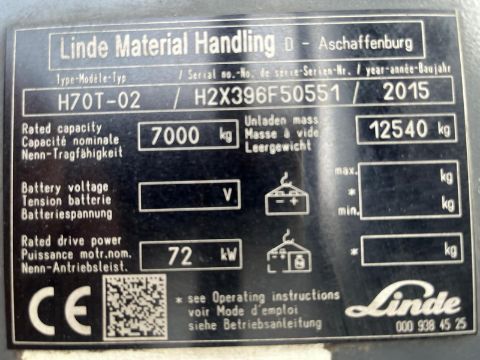 Linde Material Handling D - Aschaffenburg
Type-Modèle-Typ / Serial no.-No. de serie-Serien-Nr. / year-année-Baujahr
H70T-02 / H2X396F50551 / 2015
Rated capacity
Capacité nominale
Nenn-Tragfähigkeit
7000 kg
Unladen mass
Masse à vide
Leergewicht
12540 kg
Battery voltage
Tension batterie
Batteriespannung
V
max.
*
min.
kg
kg
- +
Rated drive power
Puissance motr.nom.
Nenn-Antriebsleist.
72 kW
- +
* kg
CE
* see Operating instructions
voir Mode d'emploi
siehe Betriebsanleitung
Linde
000 938 45 25